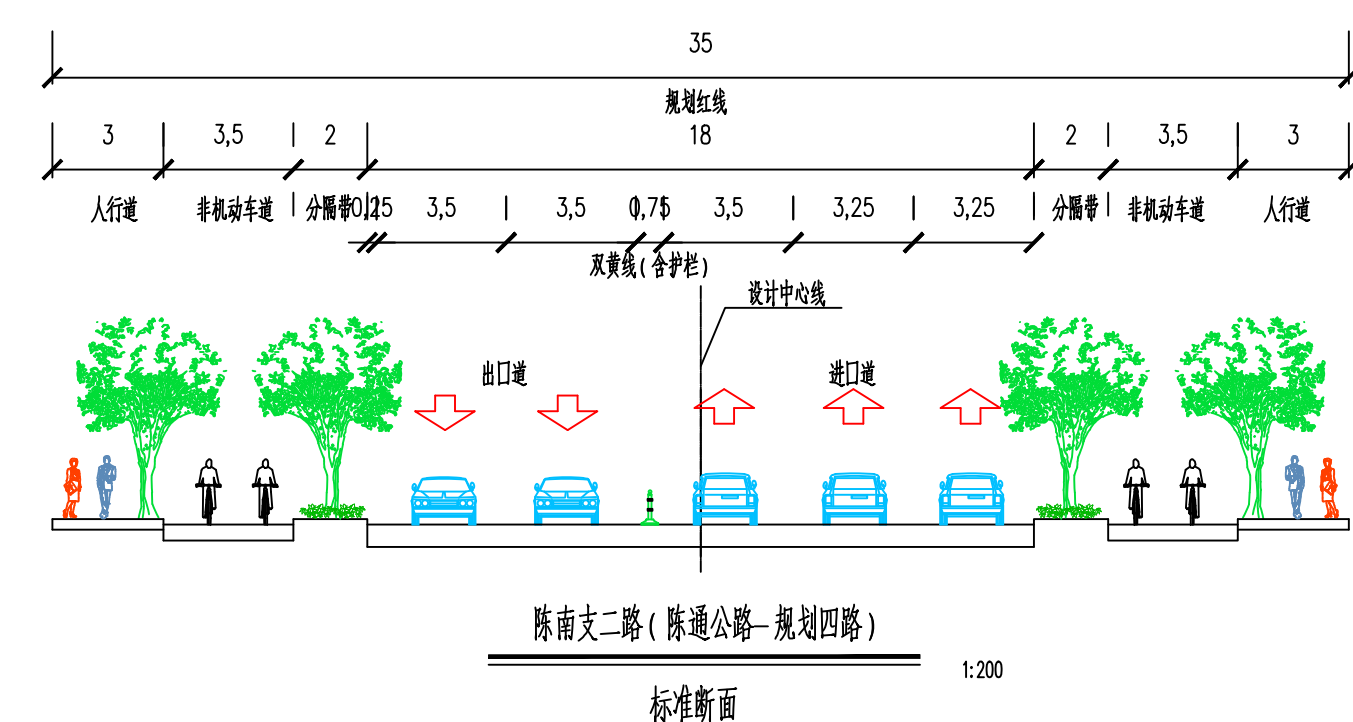 35
规划红线
3 3,5 2 18 2 3,5 3
人行道 非机动车道 分隔带 3,5 3,5 0,75 3,5 3,25 3,25 分隔带 非机动车道 人行道
双黄线(含护栏)
设计中心线
出口道 进口道
陈南支二路(陈通公路—规划四路)
1:200
标准断面